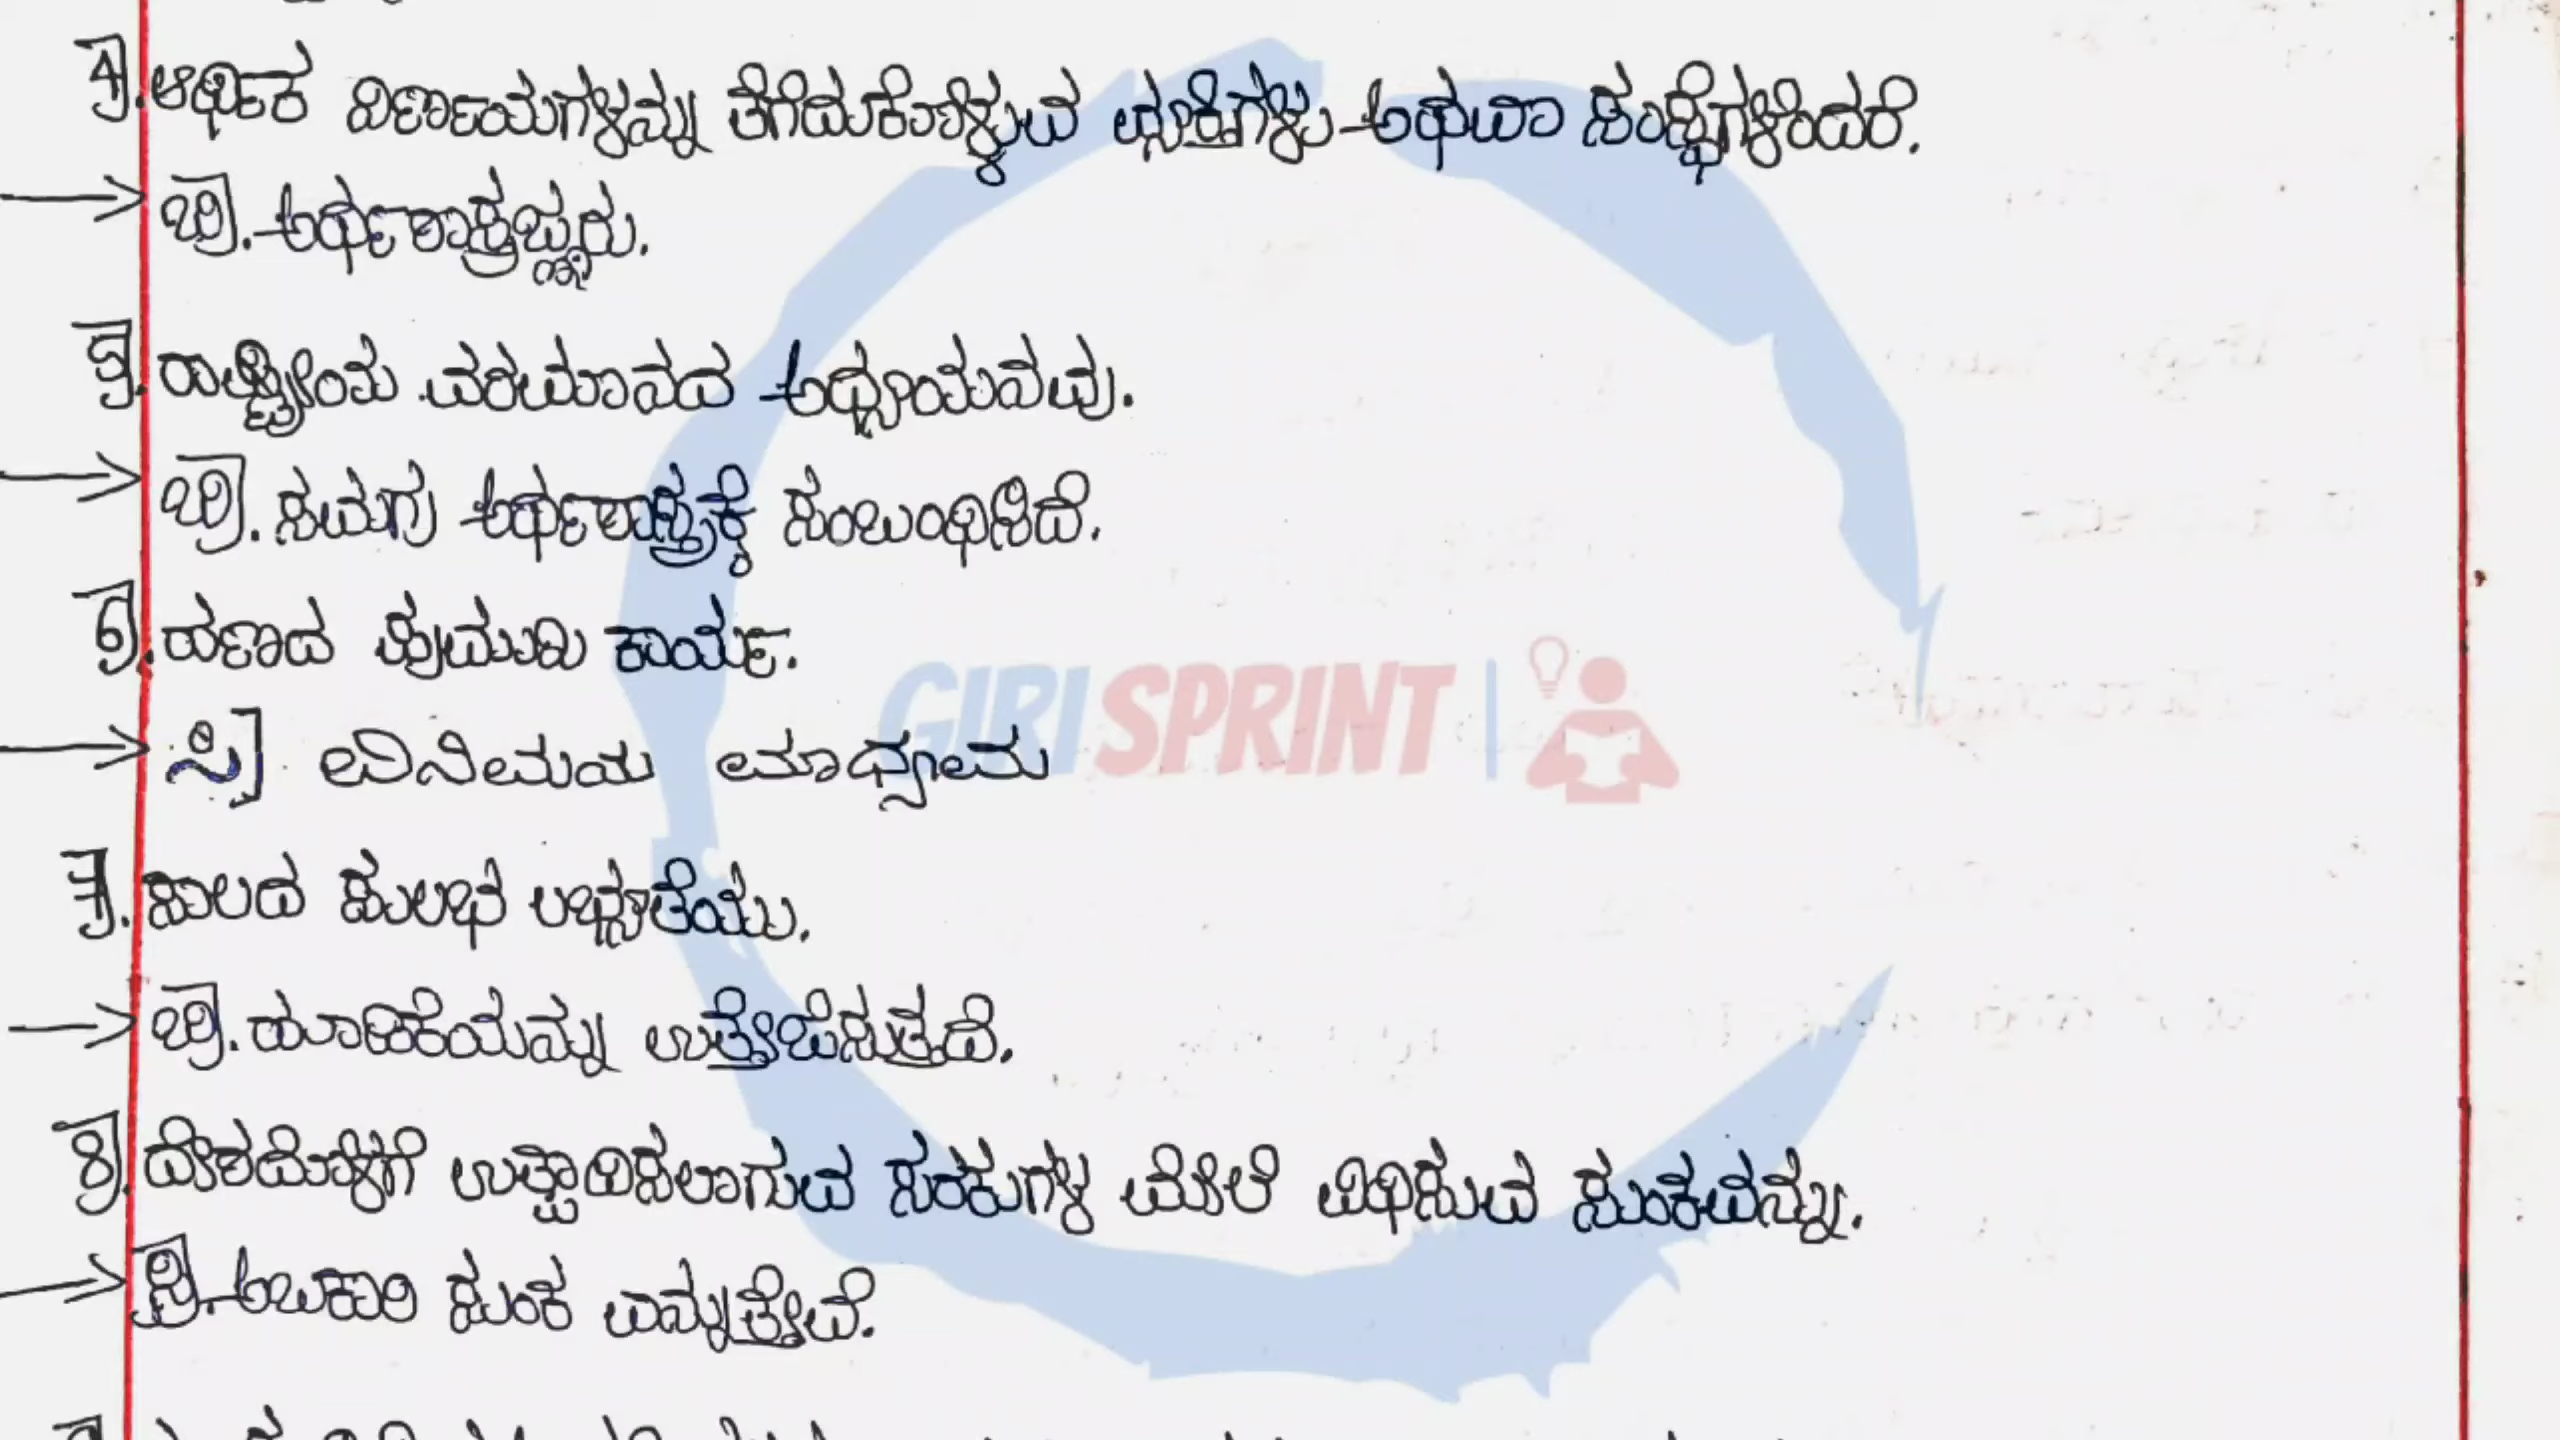 4]. ಆರ್ಥಿಕ ನಿರ್ಣಾಯಗಳನ್ನು ತೆಗೆದುಕೊಳ್ಳುವ ವ್ಯಕ್ತಿಗಳು ಅಥವಾ ಸಂಸ್ಥೆಗಳೆಂದರೆ.
ಬಿ]. ಅರ್ಥಶಾಸ್ತ್ರಜ್ಞರು.
5]. ರಾಷ್ಟ್ರೀಯ ವರಮಾನದ ಅಧ್ಯಯನವು.
ಬಿ]. ಸಮಗ್ರ ಅರ್ಥಶಾಸ್ತ್ರಕ್ಕೆ ಸಂಬಂಧಿಸಿದೆ.
6]. ಹಣದ ಪ್ರಮುಖ ಕಾರ್ಯ.
ಸಿ] ವಿನಿಮಯ ಮಾಧ್ಯಮ
GIRISPRINT
7]. ಸಾಲದ ಸುಲಭ ಲಭ್ಯತೆಯು.
ಬಿ]. ಹೂಡಿಕೆಯನ್ನು ಉತ್ತೇಜಿಸುತ್ತದೆ.
8]. ದೇಶದೊಳಗೆ ಉತ್ಪಾದಿಸಲಾಗುವ ಸರಕುಗಳ ಮೇಲೆ ವಿಧಿಸುವ ಸುಂಕವನ್ನು.
ಸಿ]. ಅಬಕಾರಿ ಸುಂಕ ಎನ್ನುತ್ತೇವೆ.